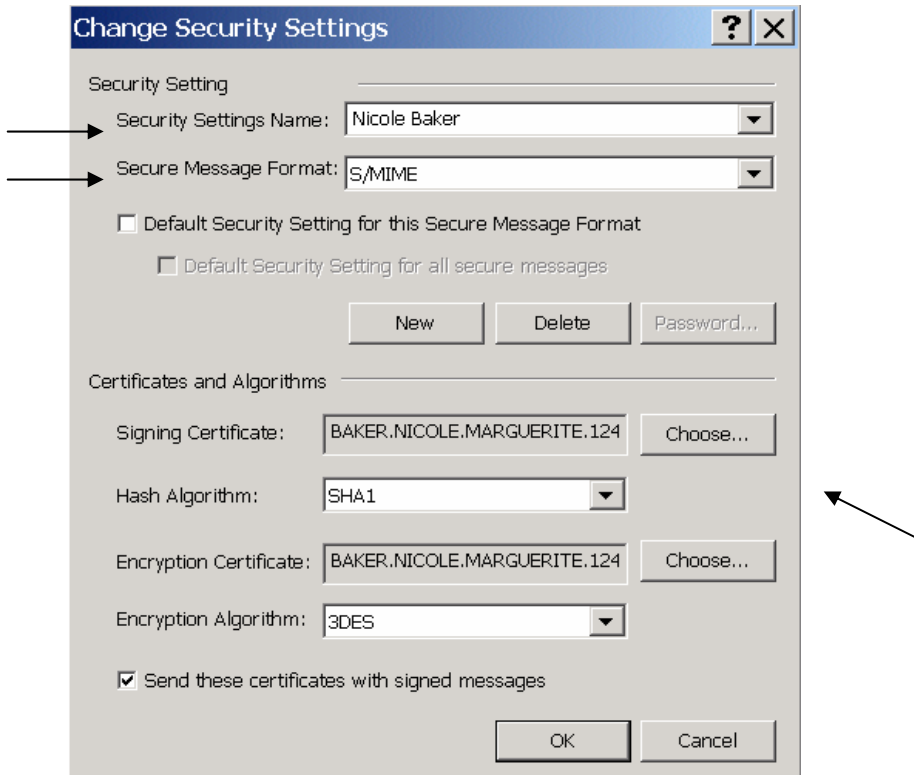 Change Security Settings
Security Setting
Security Settings Name: Nicole Baker
Secure Message Format: S/MIME
Default Security Setting for this Secure Message Format
Default Security Setting for all secure messages
New Delete Password...
Certificates and Algorithms
Signing Certificate: BAKER.NICOLE.MARGUERITE.124 Choose...
Hash Algorithm: SHA1
Encryption Certificate: BAKER.NICOLE.MARGUERITE.124 Choose...
Encryption Algorithm: 3DES
Send these certificates with signed messages
OK Cancel